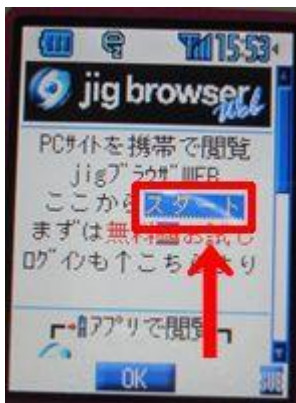 15:53
jig browser
Web
PCサイトを携帯で閲覧
jigブラウザWEB
ここからスタート
まずは無料でお試し
ログインも↑こちらより
アプリで閲覧
OK
SUB